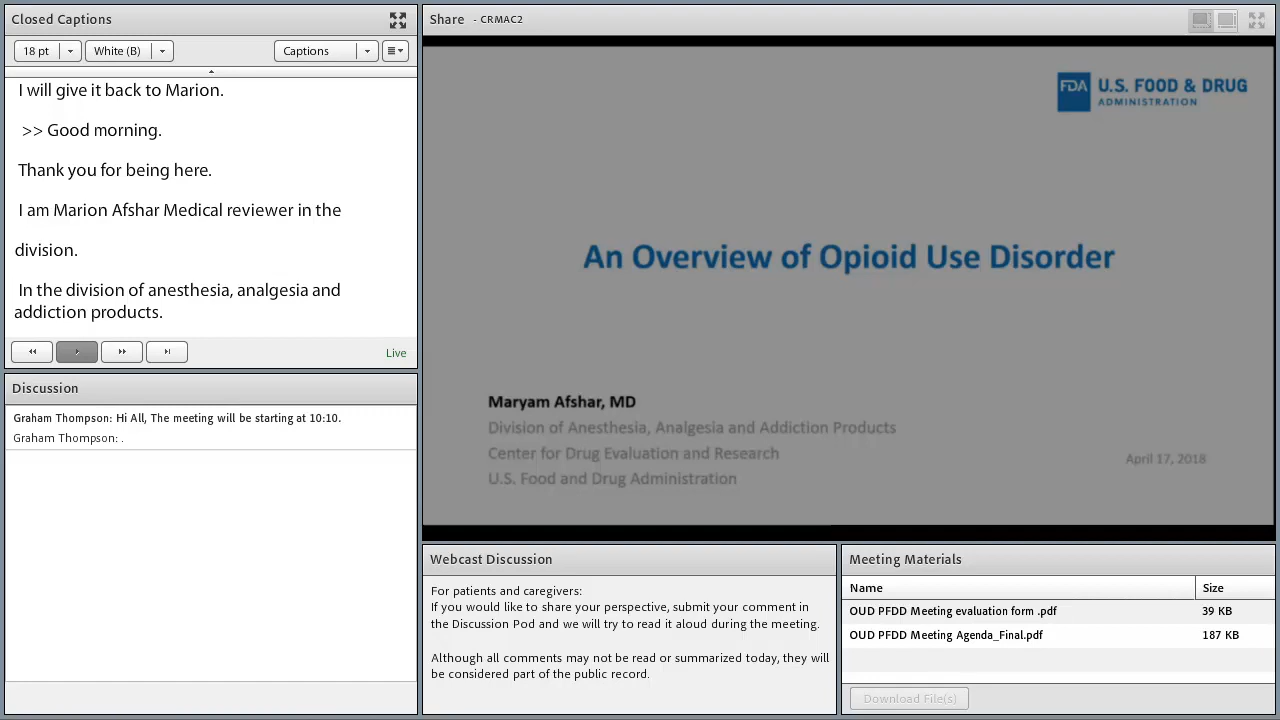 Closed Captions
18 pt
White (B)
Captions
I will give it back to Marion.
>> Good morning.
Thank you for being here.
I am Marion Afshar Medical reviewer in the
division.
In the division of anesthesia, analgesia and
addiction products.
Live
Discussion
Graham Thompson: Hi All, The meeting will be starting at 10:10.
Graham Thompson: .
Share - CRMAC2
FDA U.S. FOOD & DRUG
ADMINISTRATION
An Overview of Opioid Use Disorder
Maryam Afshar, MD
Division of Anesthesia, Analgesia and Addiction Products
Center for Drug Evaluation and Research
U.S. Food and Drug Administration
April 17, 2018
Webcast Discussion
For patients and caregivers:
If you would like to share your perspective, submit your comment in
the Discussion Pod and we will try to read it aloud during the meeting.
Although all comments may not be read or summarized today, they will
be considered part of the public record.
Meeting Materials
Name Size
OUD PFDD Meeting evaluation form .pdf 39 KB
OUD PFDD Meeting Agenda_Final.pdf 187 KB
Download File(s)